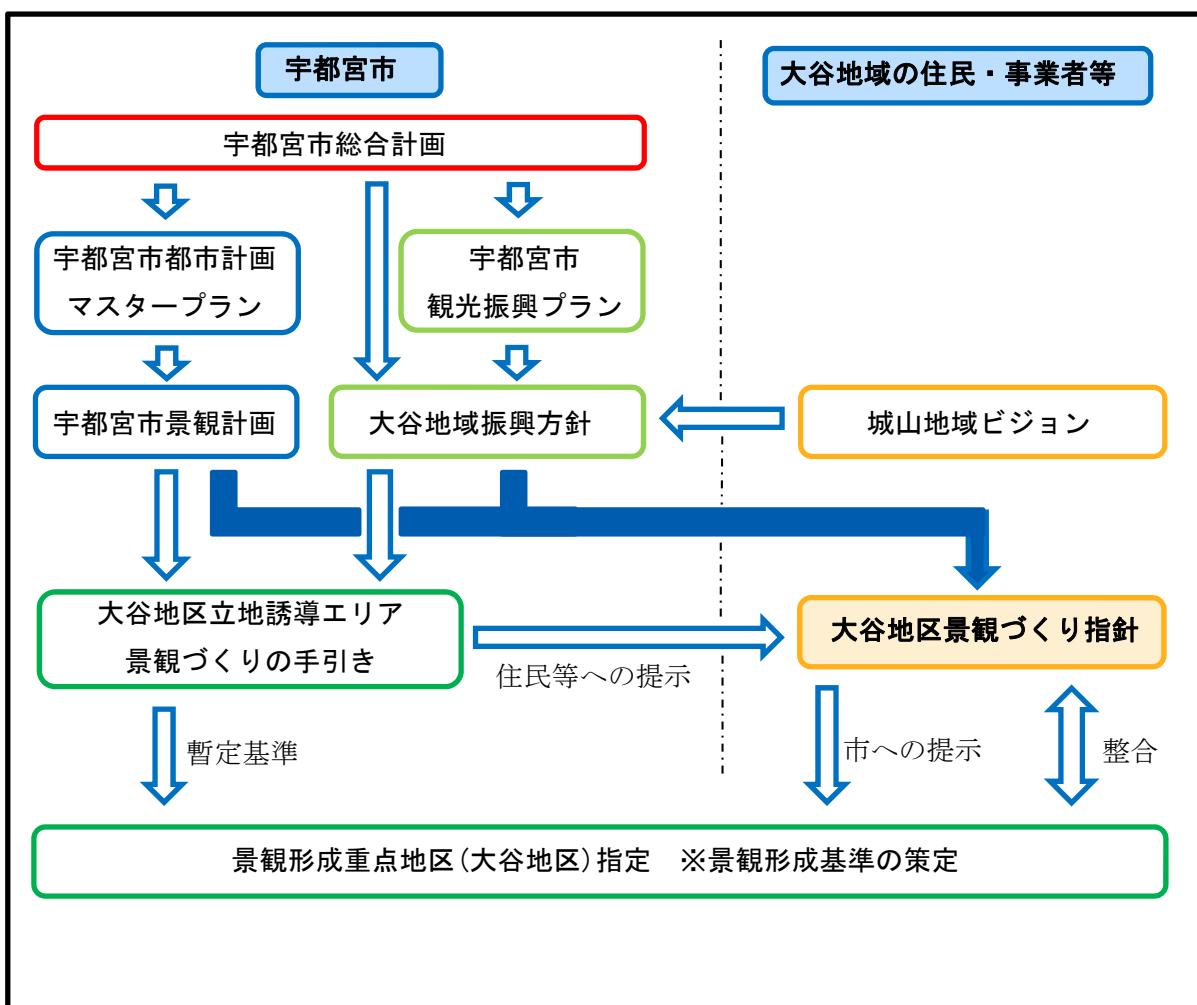 宇都宮市
大谷地域の住民・事業者等
宇都宮市総合計画
宇都宮市都市計画
マスタープラン
宇都宮市
観光振興プラン
宇都宮市景観計画
大谷地域振興方針
城山地域ビジョン
大谷地区立地誘導エリア
景観づくりの手引き
住民等への提示
大谷地区景観づくり指針
暫定基準
市への提示
整合
景観形成重点地区(大谷地区)指定　※景観形成基準の策定